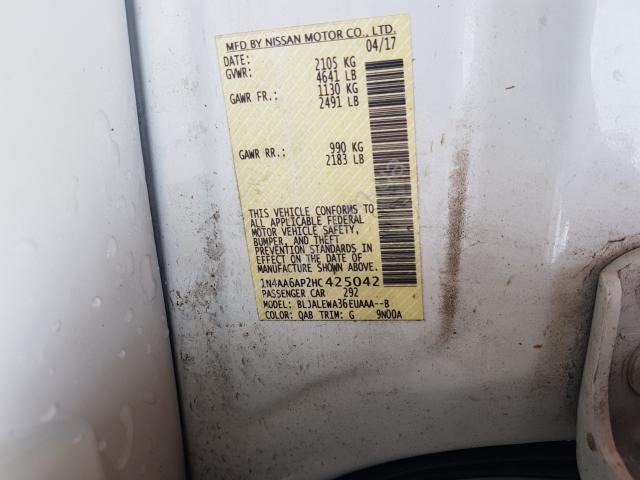 MFD BY NISSAN MOTOR CO., LTD.
DATE: 04/17
GVWR: 2105 KG
4641 LB
GAWR FR.: 1130 KG
2491 LB
GAWR RR.: 990 KG
2183 LB
THIS VEHICLE CONFORMS TO
ALL APPLICABLE FEDERAL
MOTOR VEHICLE SAFETY,
BUMPER, AND THEFT
PREVENTION STANDARDS IN
EFFECT ON THE DATE OF
MANUFACTURE SHOWN ABOVE.
1N4AA6AP2HC425042
PASSENGER CAR 292
MODEL: BLJALEWA36EUAAA--B
COLOR: QAB TRIM: G 9N00A